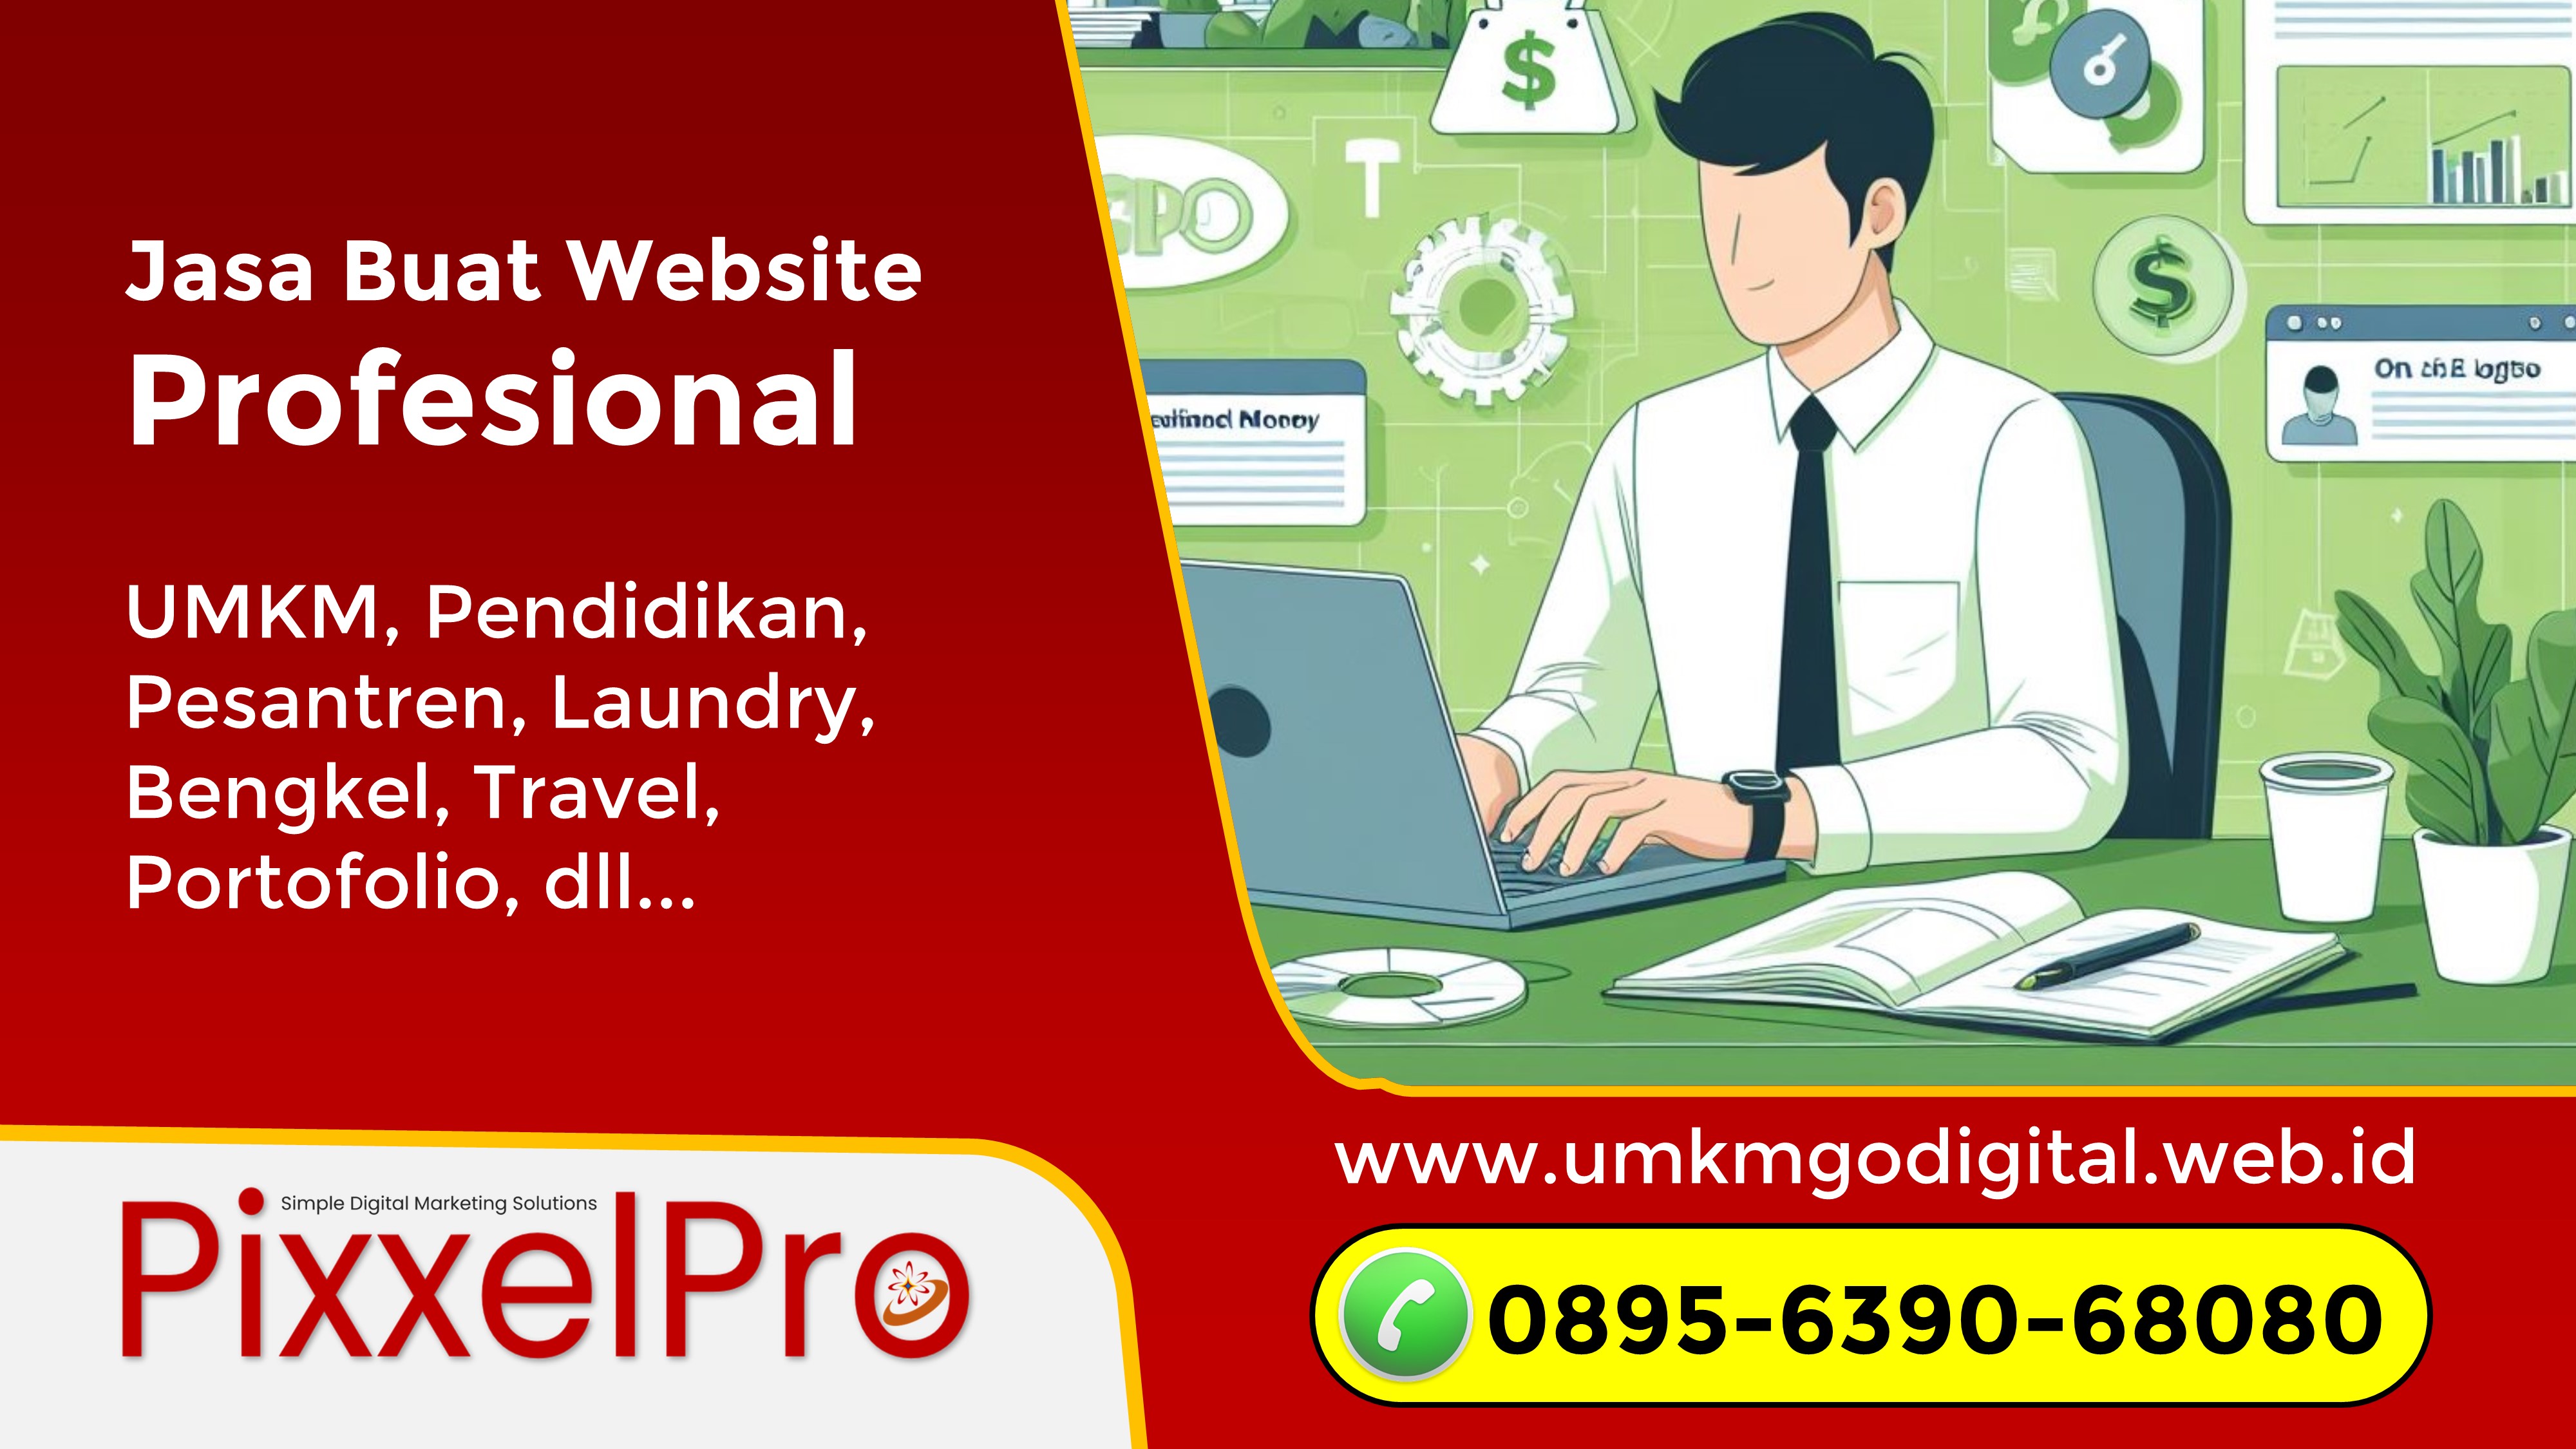 Jasa Buat Website
Profesional
UMKM, Pendidikan,
Pesantren, Laundry,
Bengkel, Travel,
Portofolio, dll...
Simple Digital Marketing Solutions
PixxelPro
www.umkmgodigital.web.id
0895-6390-68080
$
T
$